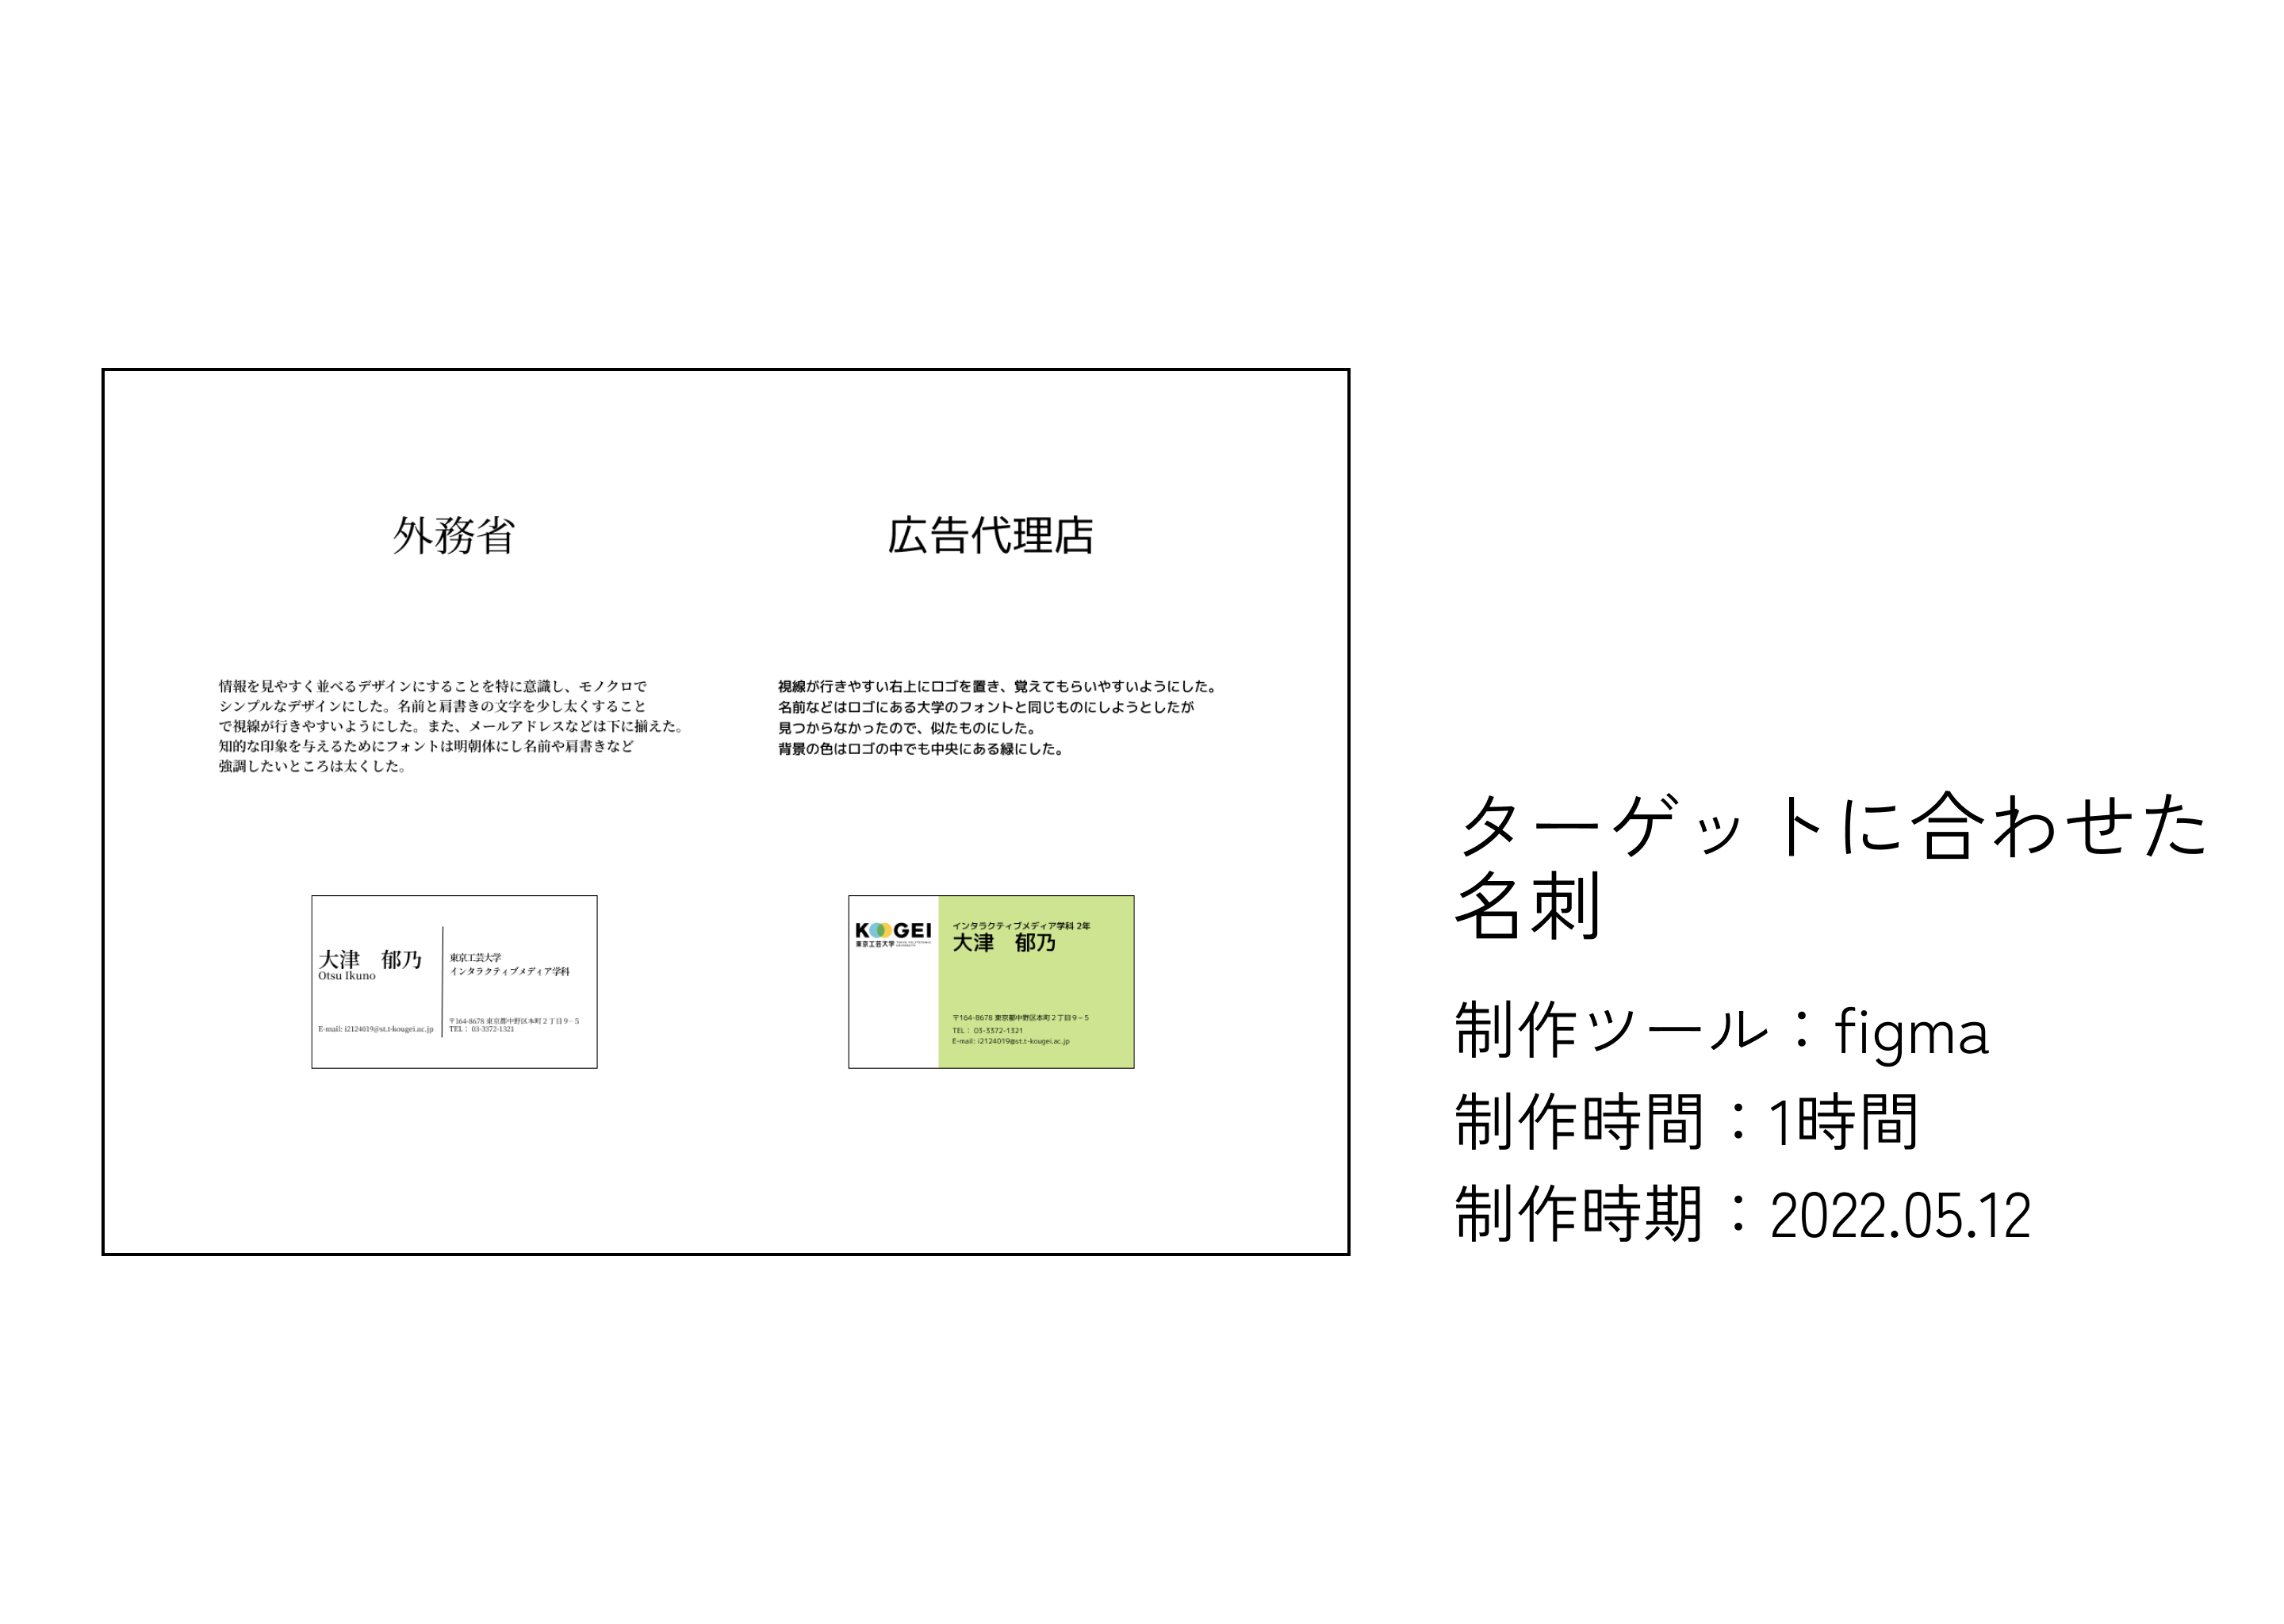 外務省
情報を見やすく並べるデザインにすることを特に意識し、モノクロで
シンプルなデザインにした。名前と肩書きの文字を少し太くすること
で視線が行きやすいようにした。また、メールアドレスなどは下に揃えた。
知的な印象を与えるためにフォントは明朝体にし名前や肩書きなど
強調したいところは太くした。
大津　郁乃
Otsu Ikuno
E-mail: i2124019@st.t-kougei.ac.jp
東京工芸大学
インタラクティブメディア学科
〒164-8678 東京都中野区本町２丁目９−５
TEL： 03-3372-1321
広告代理店
視線が行きやすい右上にロゴを置き、覚えてもらいやすいようにした。
名前などはロゴにある大学のフォントと同じものにしようとしたが
見つからなかったので、似たものにした。
背景の色はロゴの中でも中央にある緑にした。
KOOGEI
東京工芸大学
インタラクティブメディア学科 2年
大津　郁乃
〒164-8678 東京都中野区本町２丁目９−５
TEL： 03-3372-1321
E-mail: i2124019@st.t-kougei.ac.jp
ターゲットに合わせた
名刺
制作ツール：figma
制作時間：1時間
制作時期：2022.05.12